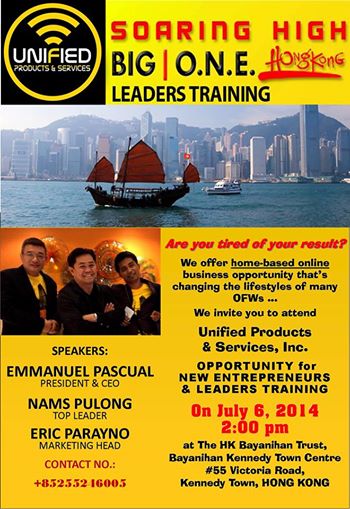 UNIFIED
PRODUCTS & SERVICES
SOARING HIGH
BIG | O.N.E. HongKong
LEADERS TRAINING
Are you tired of your result?
We offer home-based online
business opportunity that's
changing the lifestyles of many
OFWs ...
We invite you to attend
Unified Products
& Services, Inc.
OPPORTUNITY for
NEW ENTREPRENEURS
& LEADERS TRAINING
On July 6, 2014
2:00 pm
at The HK Bayanihan Trust,
Bayanihan Kennedy Town Centre
#55 Victoria Road,
Kennedy Town, HONG KONG
SPEAKERS:
EMMANUEL PASCUAL
PRESIDENT & CEO
NAMS PULONG
TOP LEADER
ERIC PARAYNO
MARKETING HEAD
CONTACT NO.:
+85255246005